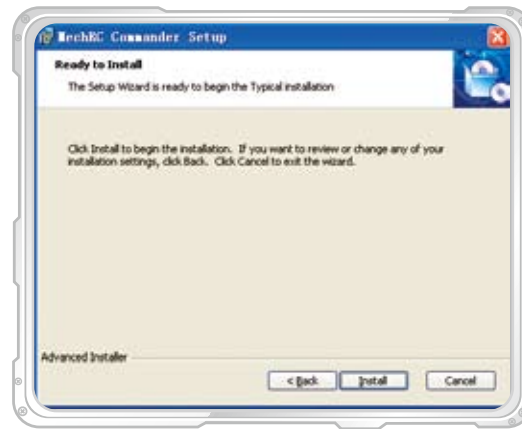 MechRC Commander Setup
Ready to Install
The Setup Wizard is ready to begin the Typical installation
Click Install to begin the installation. If you want to review or change any of your
installation settings, click Back. Click Cancel to exit the wizard.
Advanced Installer
< Back Install Cancel